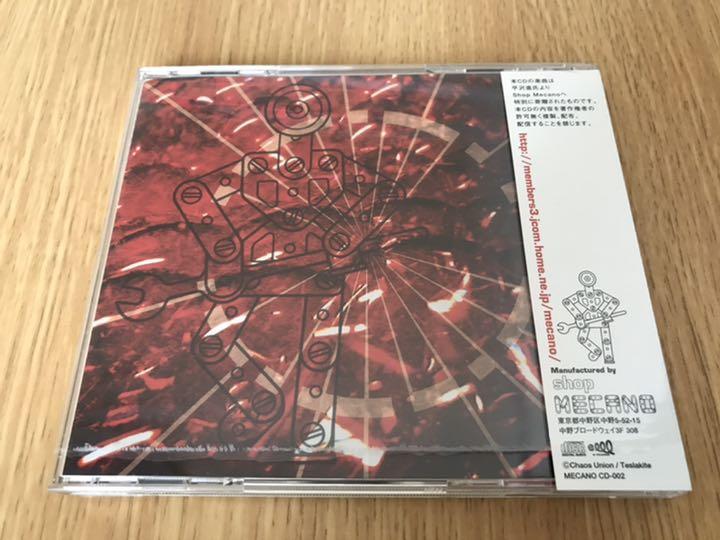 本CDの楽曲は
平沢進氏より
Shop Mecanoへ
特別に寄贈されたものです。
本CDの内容を著作権者の
許可無く複製、配布、
配信することを禁じます。
http://members3.jcom.home.ne.jp/mecano/
Manufactured by
shop
MECANO
東京都中野区中野5-52-15
中野ブロードウェイ3F 308
©Chaos Union / Teslakite
MECANO CD-002